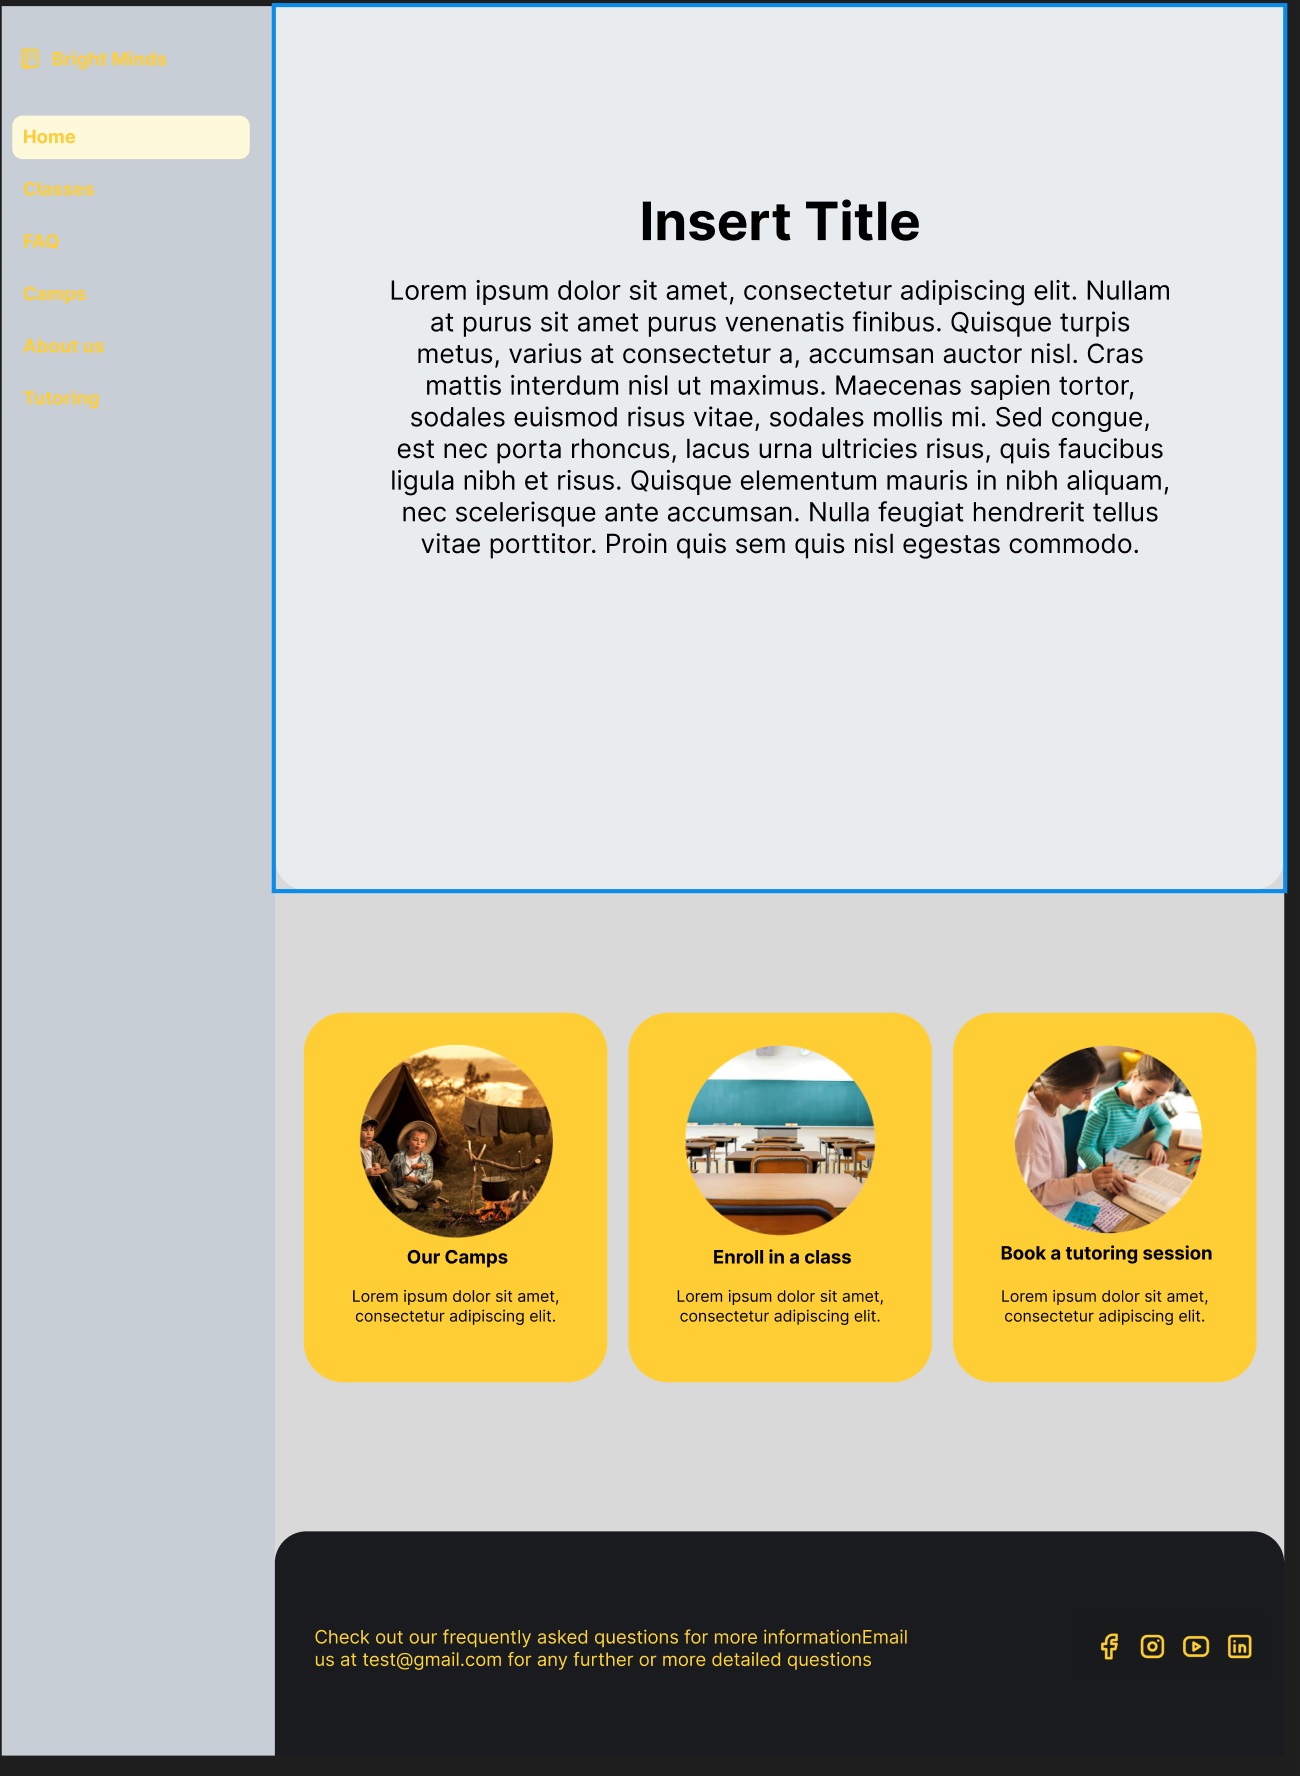 Bright Minds
Home
Classes
FAQ
Camps
About us
Tutoring
Insert Title
Lorem ipsum dolor sit amet, consectetur adipiscing elit. Nullam
at purus sit amet purus venenatis finibus. Quisque turpis
metus, varius at consectetur a, accumsan auctor nisl. Cras
mattis interdum nisl ut maximus. Maecenas sapien tortor,
sodales euismod risus vitae, sodales mollis mi. Sed congue,
est nec porta rhoncus, lacus urna ultricies risus, quis faucibus
ligula nibh et risus. Quisque elementum mauris in nibh aliquam,
nec scelerisque ante accumsan. Nulla feugiat hendrerit tellus
vitae porttitor. Proin quis sem quis nisl egestas commodo.
Our Camps
Lorem ipsum dolor sit amet,
consectetur adipiscing elit.
Enroll in a class
Lorem ipsum dolor sit amet,
consectetur adipiscing elit.
Book a tutoring session
Lorem ipsum dolor sit amet,
consectetur adipiscing elit.
Check out our frequently asked questions for more informationEmail
us at test@gmail.com for any further or more detailed questions